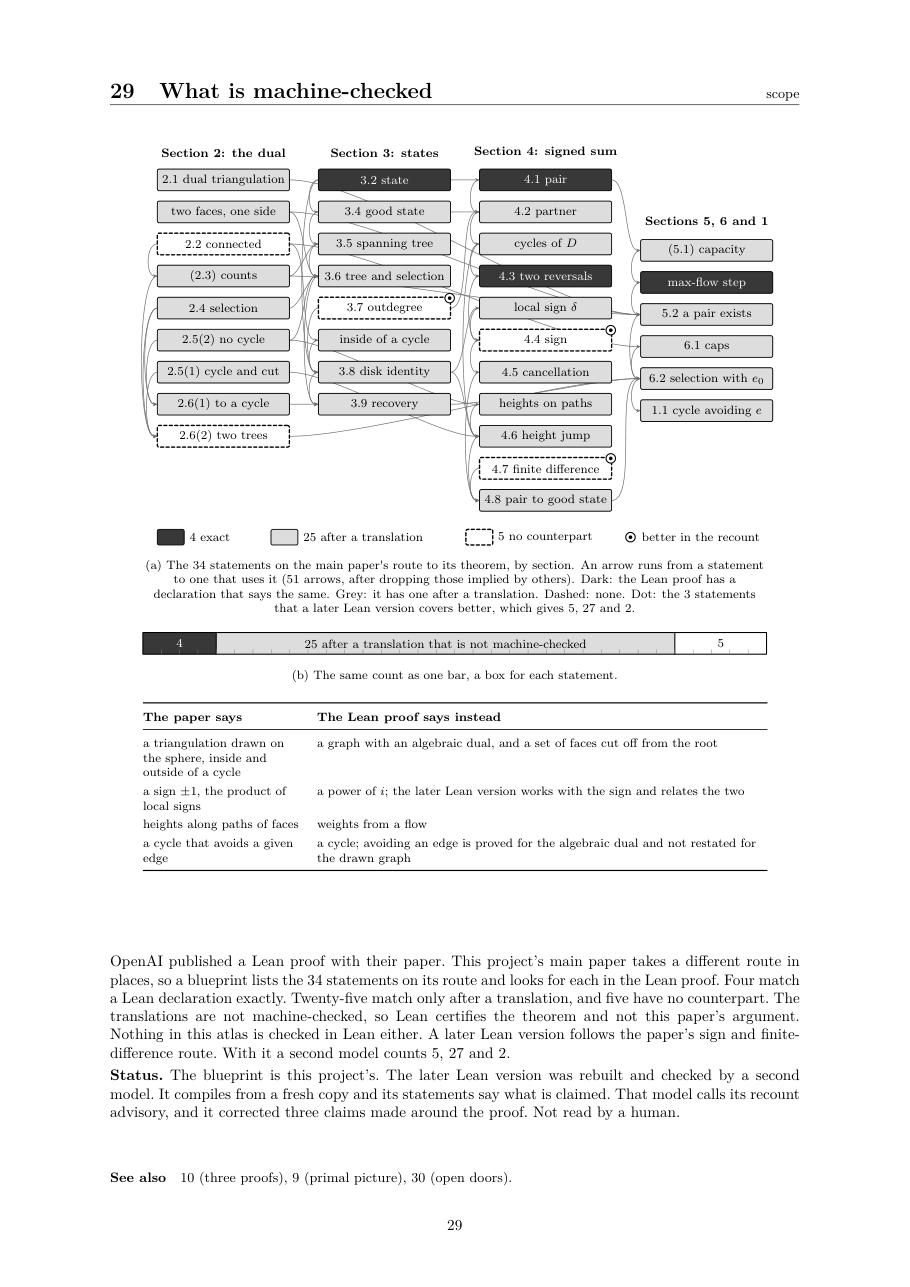 29 What is machine-checked
scope
Section 2: the dual
2.1 dual triangulation
two faces, one side
2.2 connected
(2.3) counts
2.4 selection
2.5(2) no cycle
2.5(1) cycle and cut
2.6(1) to a cycle
2.6(2) two trees
Section 3: states
3.2 state
3.4 good state
3.5 spanning tree
3.6 tree and selection
3.7 outdegree
inside of a cycle
3.8 disk identity
3.9 recovery
Section 4: signed sum
4.1 pair
4.2 partner
cycles of D
4.3 two reversals
local sign δ
4.4 sign
4.5 cancellation
heights on paths
4.6 height jump
4.7 finite difference
4.8 pair to good state
Sections 5, 6 and 1
(5.1) capacity
max-flow step
5.2 a pair exists
6.1 caps
6.2 selection with e₀
1.1 cycle avoiding e
4 exact
25 after a translation
5 no counterpart
better in the recount
(a) The 34 statements on the main paper's route to its theorem, by section. An arrow runs from a statement
to one that uses it (51 arrows, after dropping those implied by others). Dark: the Lean proof has a
declaration that says the same. Grey: it has one after a translation. Dashed: none. Dot: the 3 statements
that a later Lean version covers better, which gives 5, 27 and 2.
4
25 after a translation that is not machine-checked
5
(b) The same count as one bar, a box for each statement.
The paper says
The Lean proof says instead
a triangulation drawn on
the sphere, inside and
outside of a cycle
a graph with an algebraic dual, and a set of faces cut off from the root
a sign ±1, the product of
local signs
a power of i; the later Lean version works with the sign and relates the two
heights along paths of faces
weights from a flow
a cycle that avoids a given
edge
a cycle; avoiding an edge is proved for the algebraic dual and not restated for
the drawn graph
OpenAI published a Lean proof with their paper. This project's main paper takes a different route in
places, so a blueprint lists the 34 statements on its route and looks for each in the Lean proof. Four match
a Lean declaration exactly. Twenty-five match only after a translation, and five have no counterpart. The
translations are not machine-checked, so Lean certifies the theorem and not this paper's argument.
Nothing in this atlas is checked in Lean either. A later Lean version follows the paper's sign and finite-
difference route. With it a second model counts 5, 27 and 2.
Status. The blueprint is this project's. The later Lean version was rebuilt and checked by a second
model. It compiles from a fresh copy and its statements say what is claimed. That model calls its recount
advisory, and it corrected three claims made around the proof. Not read by a human.
See also 10 (three proofs), 9 (primal picture), 30 (open doors).
29